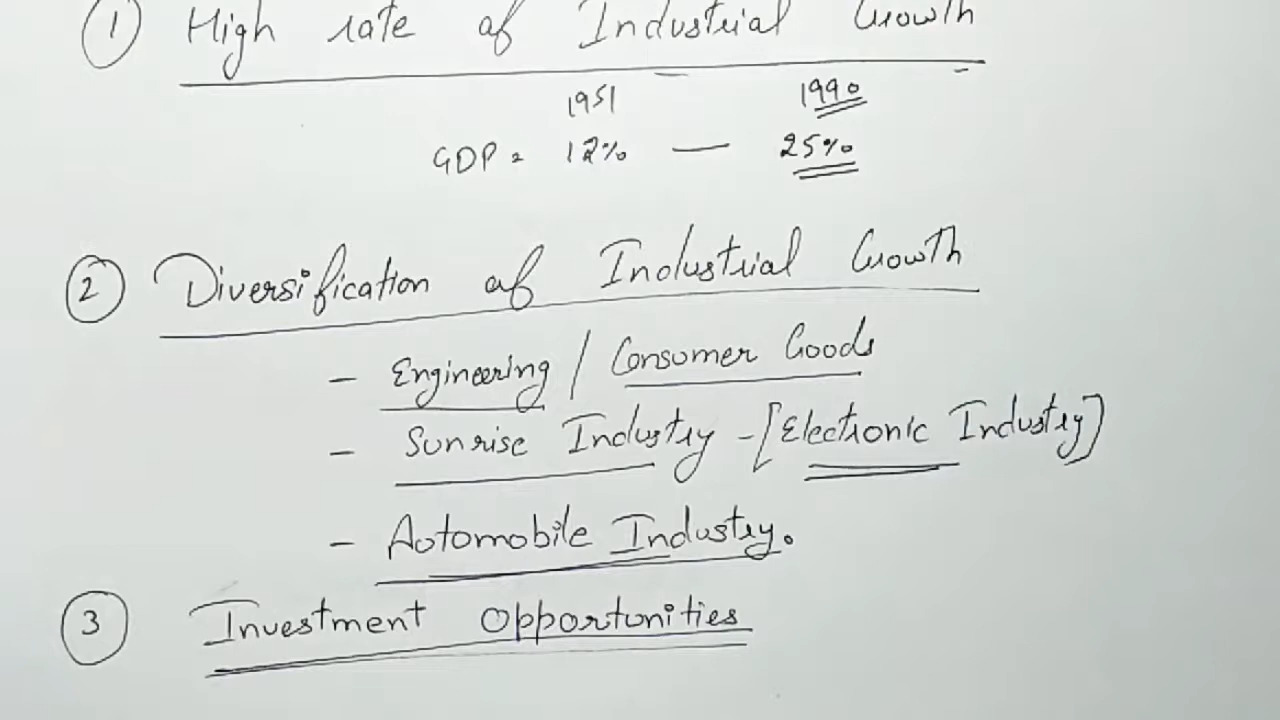 ① High rate of Industrial Growth
1951 1990
GDP = 12% — 25%
② Diversification of Industrial Growth
- Engineering / Consumer Goods
- Sunrise Industry - [Electronic Industry]
- Automobile Industry.
③ Investment Opportunities